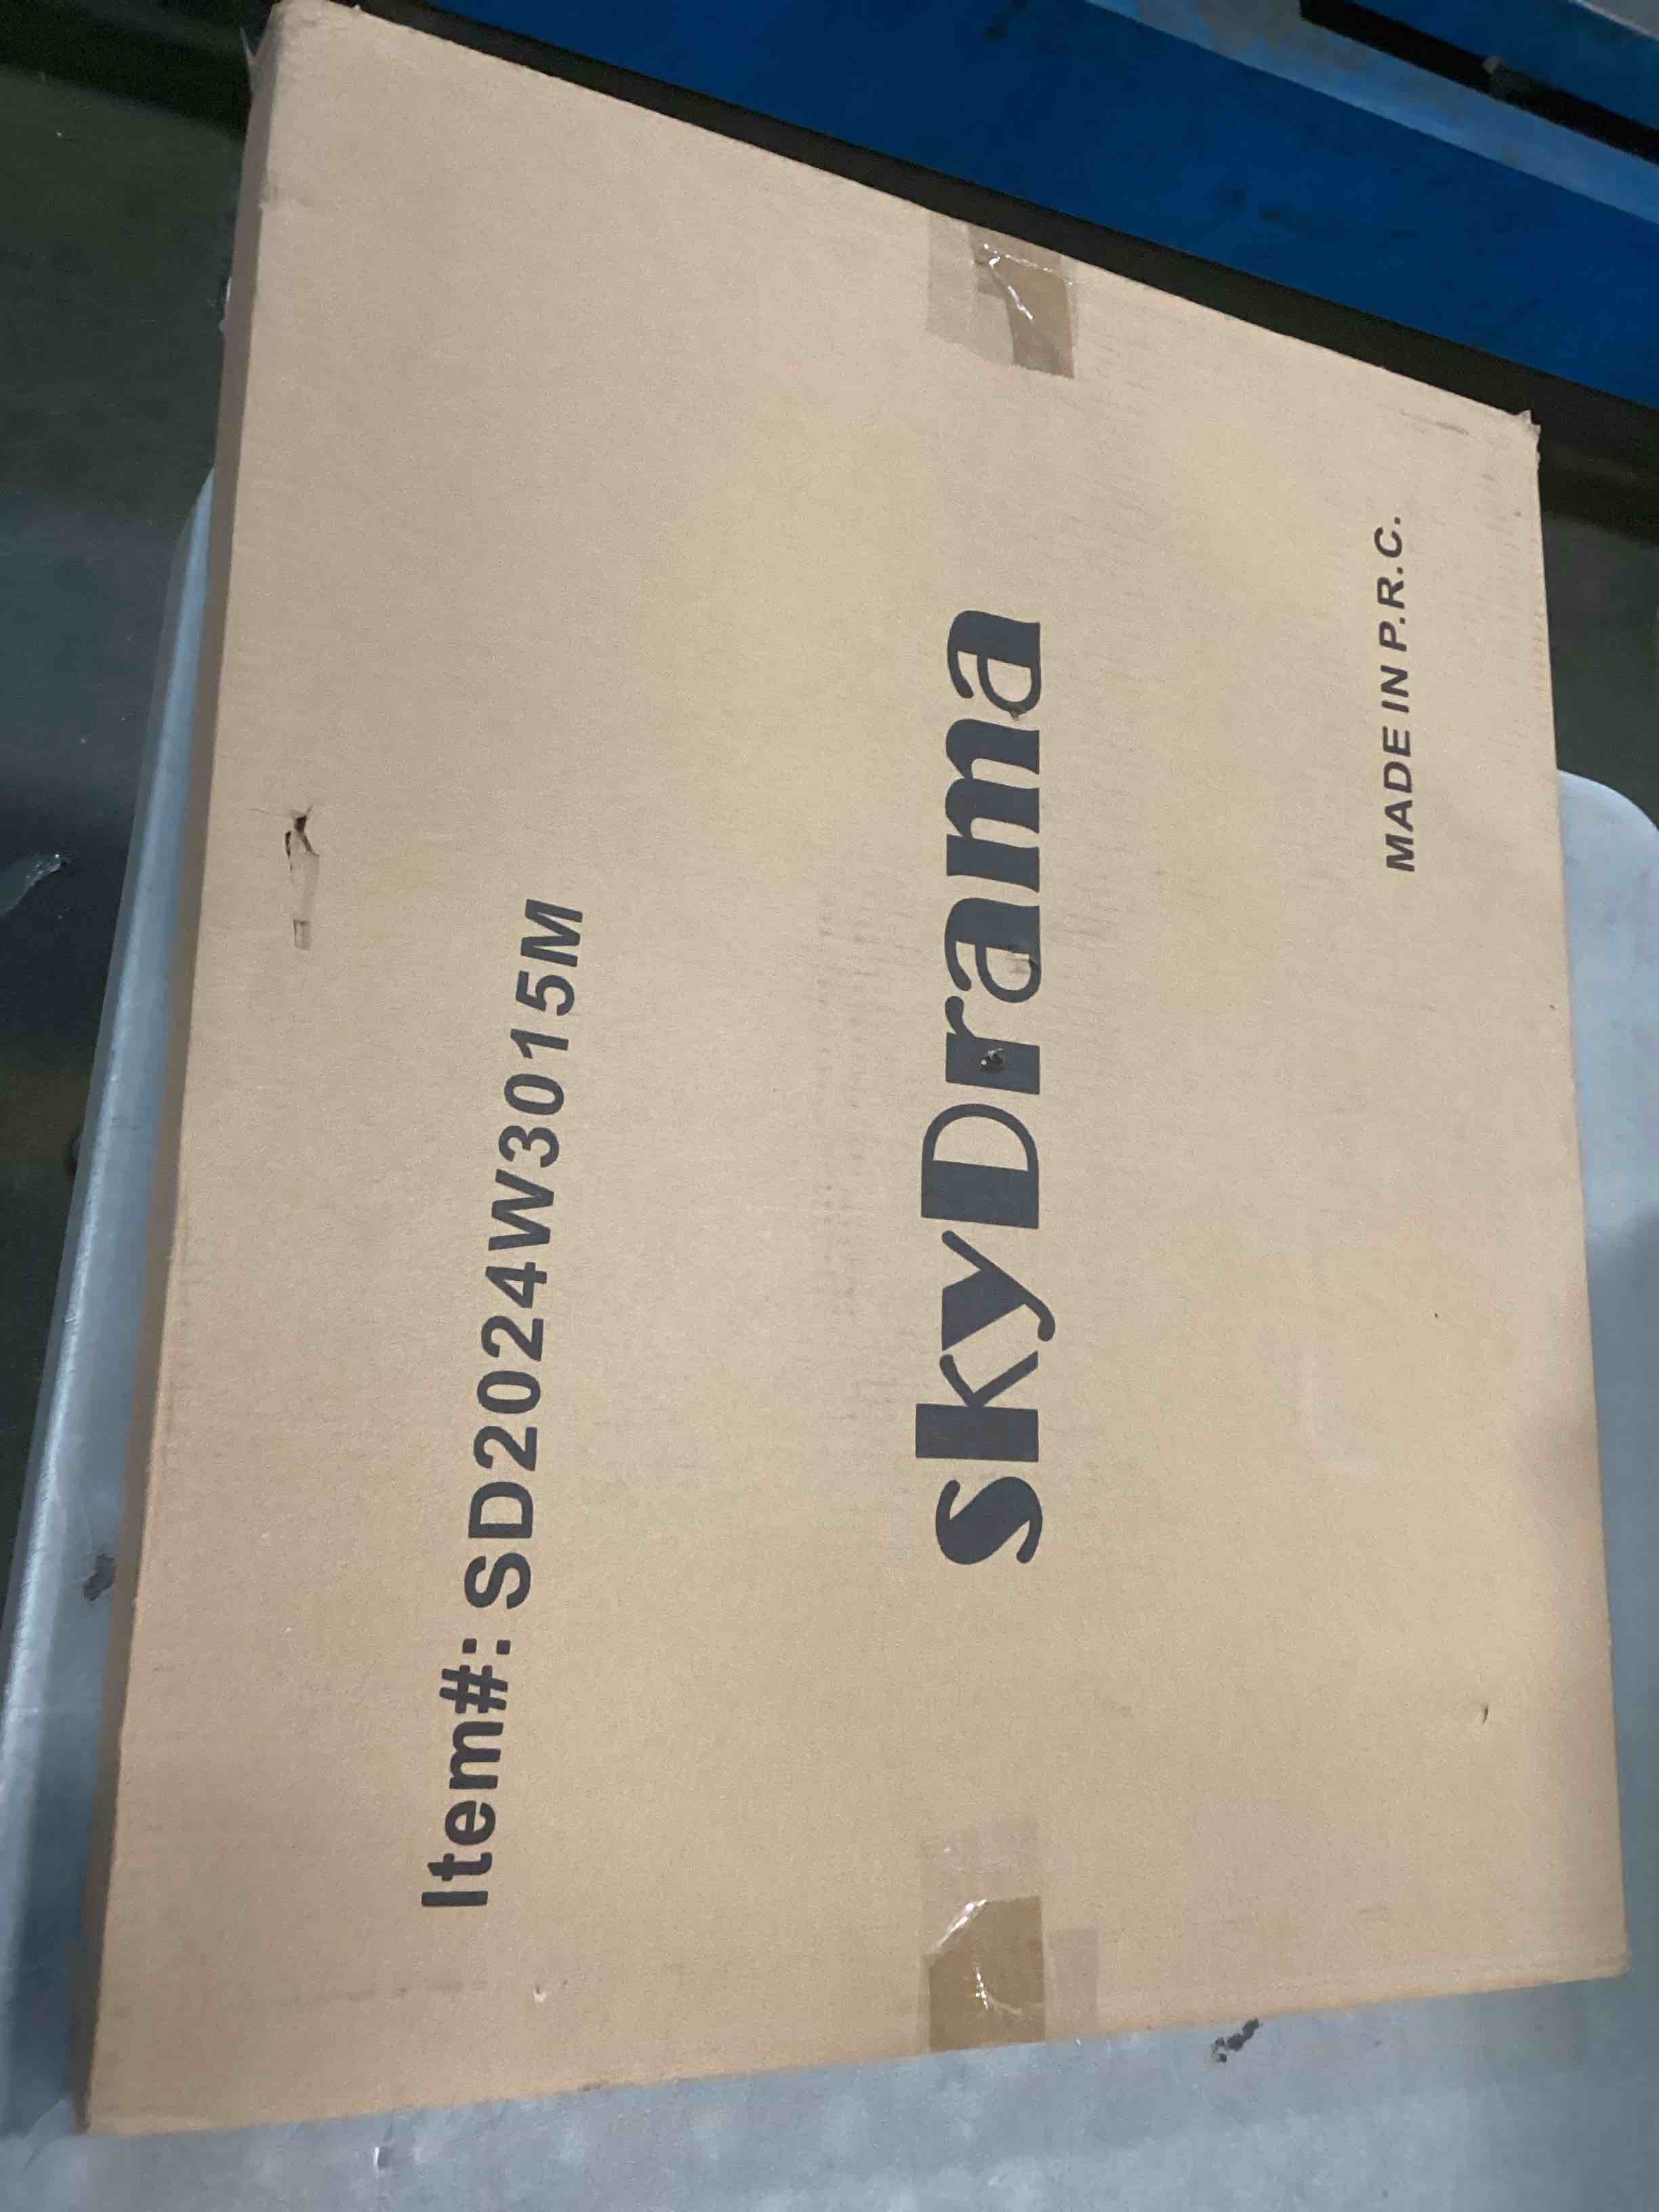 Item#: SD2024W3015M
skyDrama
MADE IN P.R.C.